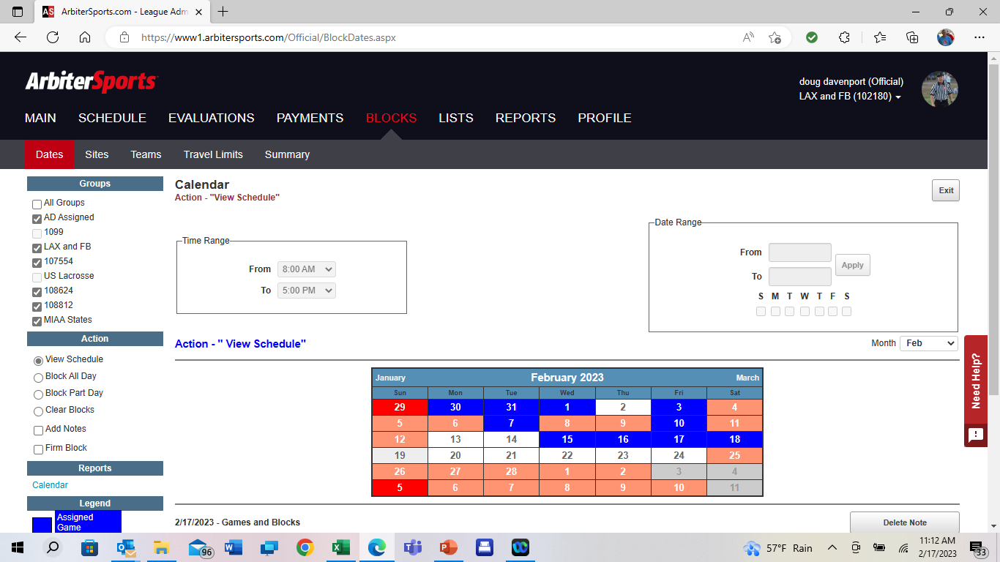 ArbiterSports.com - League Adm
https://www1.arbitersports.com/Official/BlockDates.aspx
ArbiterSports
doug davenport (Official)
LAX and FB (102180)
MAIN SCHEDULE EVALUATIONS PAYMENTS BLOCKS LISTS REPORTS PROFILE
Dates Sites Teams Travel Limits Summary
Groups
All Groups
AD Assigned
1099
LAX and FB
107554
US Lacrosse
108624
108812
MIAA States
Action
View Schedule
Block All Day
Block Part Day
Clear Blocks
Add Notes
Firm Block
Reports
Calendar
Legend
Assigned
Game
Calendar
Action - "View Schedule"
Exit
Time Range
From 8:00 AM
To 5:00 PM
Date Range
From
To
Apply
S M T W T F S
Action - " View Schedule"
Month Feb
January February 2023 March
Sun Mon Tue Wed Thu Fri Sat
29 30 31 1 2 3 4
5 6 7 8 9 10 11
12 13 14 15 16 17 18
19 20 21 22 23 24 25
26 27 28 1 2 3 4
5 6 7 8 9 10 11
2/17/2023 - Games and Blocks
Delete Note
Need Help?
96
57°F Rain
11:12 AM
2/17/2023
33